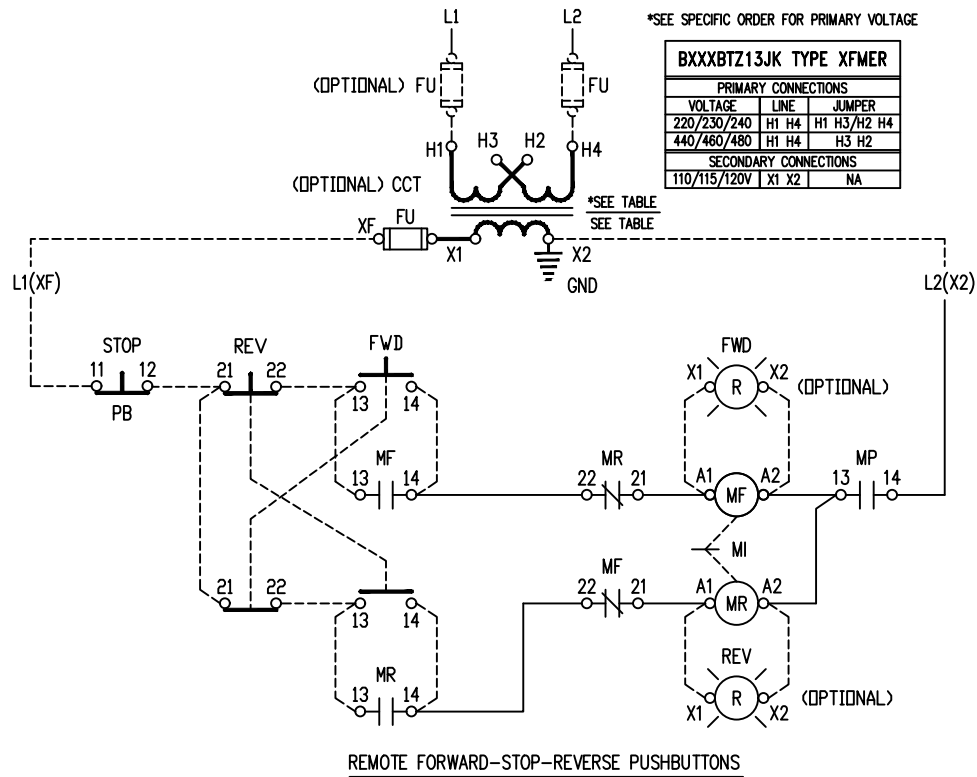 L1 L2 *SEE SPECIFIC ORDER FOR PRIMARY VOLTAGE
BXXXBTZ13JK TYPE XFMER
(OPTIONAL) FU FU
PRIMARY CONNECTIONS
VOLTAGE LINE JUMPER
220/230/240 H1 H4 H1 H3/H2 H4
440/460/480 H1 H4 H3 H2
SECONDARY CONNECTIONS
110/115/120V X1 X2 NA
H1 H3 H2 H4
(OPTIONAL) CCT
*SEE TABLE
SEE TABLE
XF FU X1 X2
GND
L1(XF) L2(X2)
STOP REV FWD FWD
11 12 21 22 13 14 X1 R X2 (OPTIONAL)
PB
MF MR MP
13 14 22 21 A1 MF A2 13 14
MI
21 22 13 14 MF 22 21 A1 MR A2
MR REV
13 14 X1 R X2 (OPTIONAL)
REMOTE FORWARD-STOP-REVERSE PUSHBUTTONS